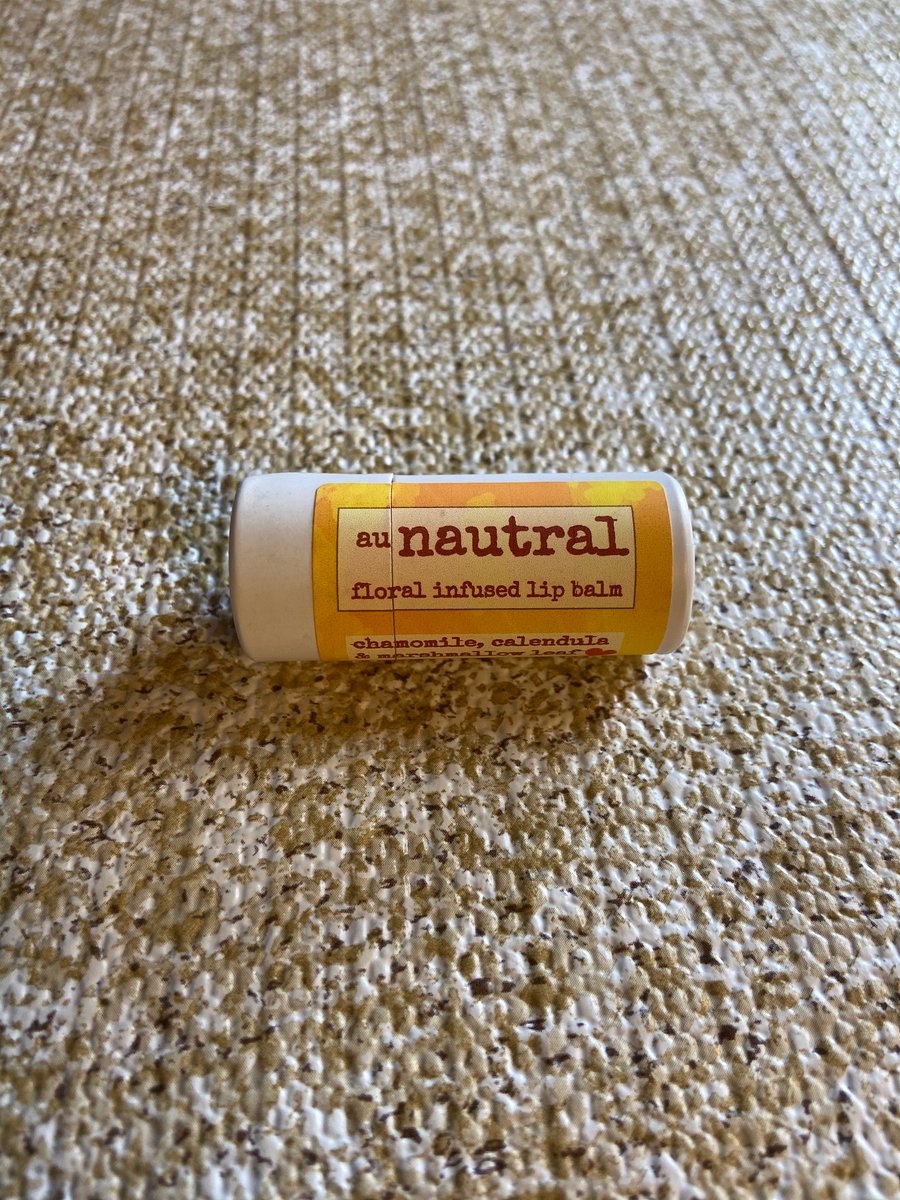 au nautral
floral infused lip balm
chamomile, calendula
& marshmallow leaf